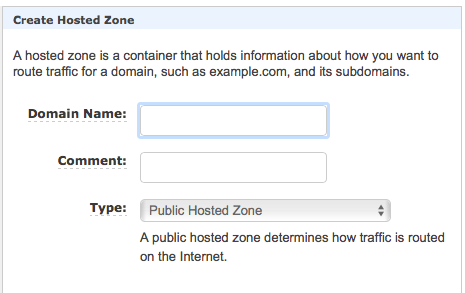 Create Hosted Zone
A hosted zone is a container that holds information about how you want to
route traffic for a domain, such as example.com, and its subdomains.
Domain Name:
Comment:
Type: Public Hosted Zone
A public hosted zone determines how traffic is routed
on the Internet.